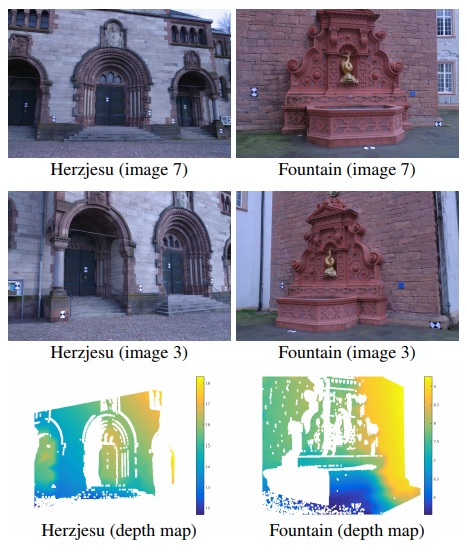 Herzjesu (image 7)
Fountain (image 7)
Herzjesu (image 3)
Fountain (image 3)
Herzjesu (depth map)
Fountain (depth map)